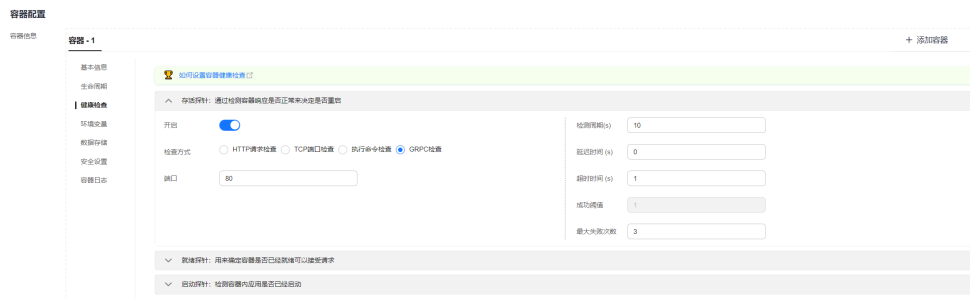 容器配置
容器信息
容器 - 1
+ 添加容器
基本信息
生命周期
健康检查
环境变量
数据存储
安全设置
容器日志
如何设置容器健康检查
存活探针：通过检测容器响应是否正常来决定是否重启
开启
检查方式
HTTP请求检查 TCP端口检查 执行命令检查 GRPC检查
端口 80
检测周期(s) 10
延迟时间 (s) 0
超时时间 (s) 1
成功阈值 1
最大失败次数 3
就绪探针：用来确定容器是否已经就绪可以接受请求
启动探针：检测容器内应用是否已经启动